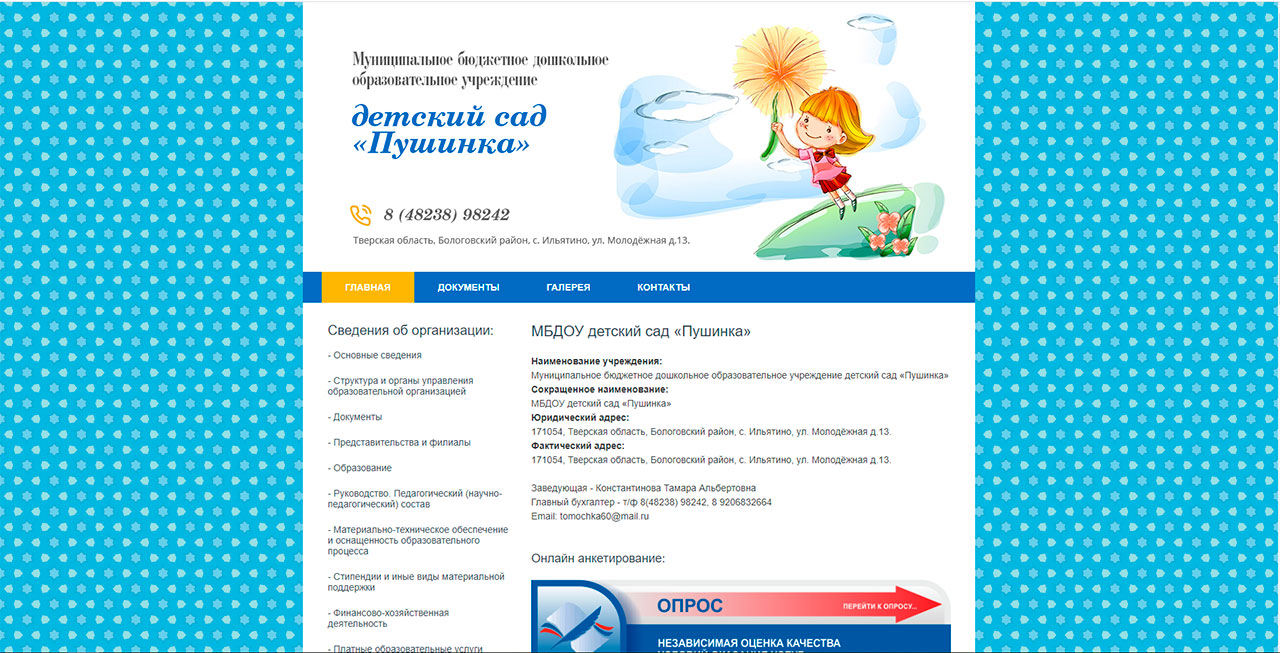 Муниципальное бюджетное дошкольное
образовательное учреждение
детский сад
«Пушинка»
8 (48238) 98242
Тверская область, Бологовский район, с. Ильятино, ул. Молодёжная д.13.
ГЛАВНАЯ ДОКУМЕНТЫ ГАЛЕРЕЯ КОНТАКТЫ
Сведения об организации:
- Основные сведения
- Структура и органы управления
образовательной организацией
- Документы
- Представительства и филиалы
- Образование
- Руководство. Педагогический (научно-
педагогический) состав
- Материально-техническое обеспечение
и оснащенность образовательного
процесса
- Стипендии и иные виды материальной
поддержки
- Финансово-хозяйственная
деятельность
- Платные образовательные услуги
МБДОУ детский сад «Пушинка»
Наименование учреждения:
Муниципальное бюджетное дошкольное образовательное учреждение детский сад «Пушинка»
Сокращенное наименование:
МБДОУ детский сад «Пушинка»
Юридический адрес:
171054, Тверская область, Бологовский район, с. Ильятино, ул. Молодёжная д.13.
Фактический адрес:
171054, Тверская область, Бологовский район, с. Ильятино, ул. Молодёжная д.13.
Заведующая - Константинова Тамара Альбертовна
Главный бухгалтер - т/ф 8(48238) 98242, 8 9206832664
Email: tomochka60@mail.ru
Онлайн анкетирование:
ОПРОС
ПЕРЕЙТИ К ОПРОСУ...
НЕЗАВИСИМАЯ ОЦЕНКА КАЧЕСТВА